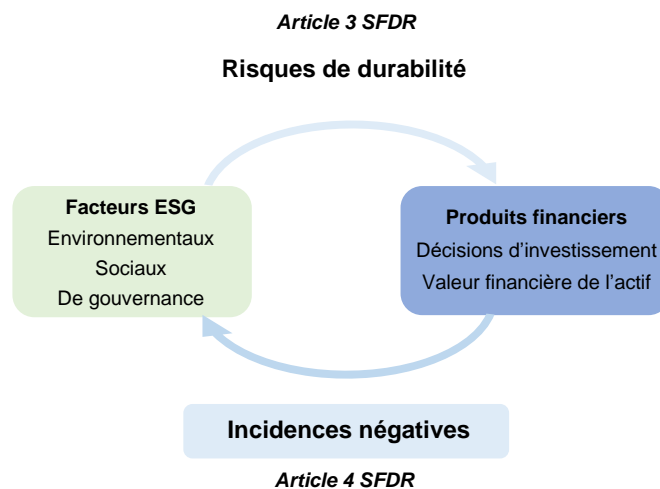 Article 3 SFDR
Risques de durabilité
Facteurs ESG
Environnementaux
Sociaux
De gouvernance
Produits financiers
Décisions d'investissement
Valeur financière de l'actif
Incidences négatives
Article 4 SFDR